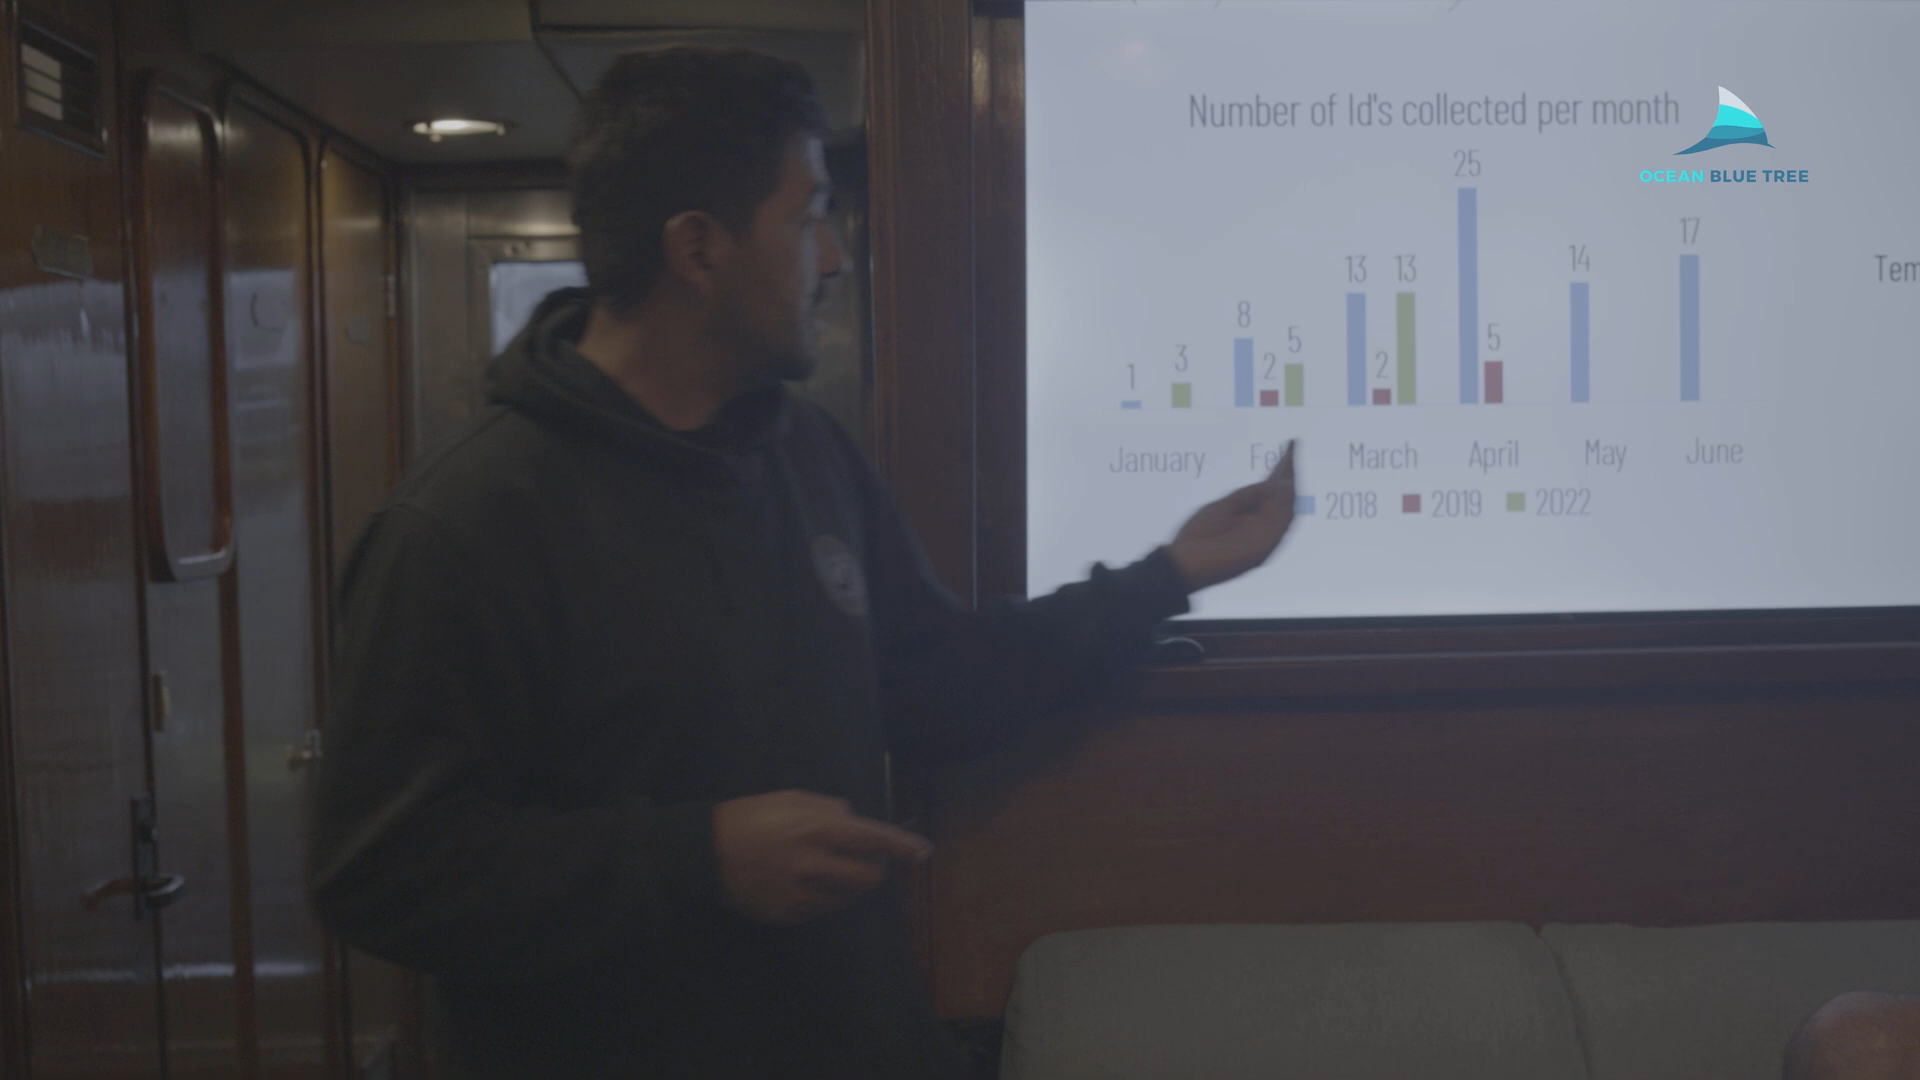 Number of Id's collected per month
OCEAN BLUE TREE
25
17
14
13 13
8
5
5
3
2
2
1
Tem
January
March
April
May
June
2018
2019
2022